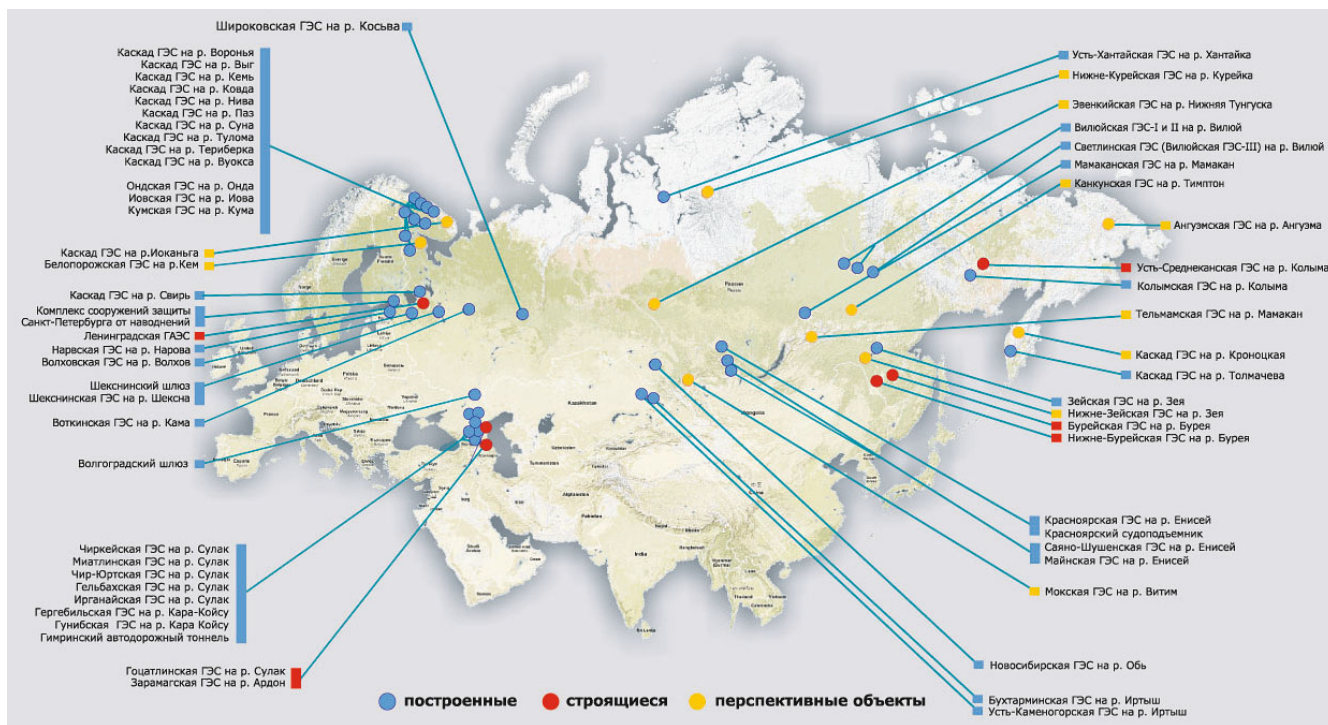 Широковская ГЭС на р. Косьва
Каскад ГЭС на р. Воронья
Каскад ГЭС на р. Выг
Каскад ГЭС на р. Кемь
Каскад ГЭС на р. Ковда
Каскад ГЭС на р. Нива
Каскад ГЭС на р. Паз
Каскад ГЭС на р. Суна
Каскад ГЭС на р. Тулома
Каскад ГЭС на р. Териберка
Каскад ГЭС на р. Вуокса
Ондская ГЭС на р. Онда
Иовская ГЭС на р. Иова
Кумская ГЭС на р. Кума
Каскад ГЭС на р.Иоканьга
Белопорожская ГЭС на р.Кем
Каскад ГЭС на р. Свирь
Комплекс сооружений защиты
Санкт-Петербурга от наводнений
Ленинградская ГАЭС
Нарвская ГЭС на р. Нарова
Волховская ГЭС на р. Волхов
Шекснинский шлюз
Шекснинская ГЭС на р. Шексна
Воткинская ГЭС на р. Кама
Волгоградский шлюз
Чиркейская ГЭС на р. Сулак
Миатлинская ГЭС на р. Сулак
Чир-Юртская ГЭС на р. Сулак
Гельбахская ГЭС на р. Сулак
Ирганайская ГЭС на р. Сулак
Гергебильская ГЭС на р. Кара-Койсу
Гунибская ГЭС на р. Кара Койсу
Гимринский автодорожный тоннель
Гоцатлинская ГЭС на р. Сулак
Зарамагская ГЭС на р. Ардон
Усть-Хантайская ГЭС на р. Хантайка
Нижне-Курейская ГЭС на р. Курейка
Эвенкийская ГЭС на р. Нижняя Тунгуска
Вилюйская ГЭС-I и II на р. Вилюй
Светлинская ГЭС (Вилюйская ГЭС-III) на р. Вилюй
Мамаканская ГЭС на р. Мамакан
Канкунская ГЭС на р. Тимптон
Ангуэмская ГЭС на р. Ангуэма
Усть-Среднеканская ГЭС на р. Колыма
Колымская ГЭС на р. Колыма
Тельмамская ГЭС на р. Мамакан
Каскад ГЭС на р. Кроноцкая
Каскад ГЭС на р. Толмачева
Зейская ГЭС на р. Зея
Нижне-Зейская ГЭС на р. Зея
Бурейская ГЭС на р. Бурея
Нижне-Бурейская ГЭС на р. Бурея
Красноярская ГЭС на р. Енисей
Красноярский судоподъемник
Саяно-Шушенская ГЭС на р. Енисей
Майнская ГЭС на р. Енисей
Мокская ГЭС на р. Витим
Новосибирская ГЭС на р. Обь
Бухтарминская ГЭС на р. Иртыш
Усть-Каменогорская ГЭС на р. Иртыш
Kazakhstan
Mongolia
China
Iraq
Iran
Afghanistan
Pakistan
India
построенные
строящиеся
перспективные объекты